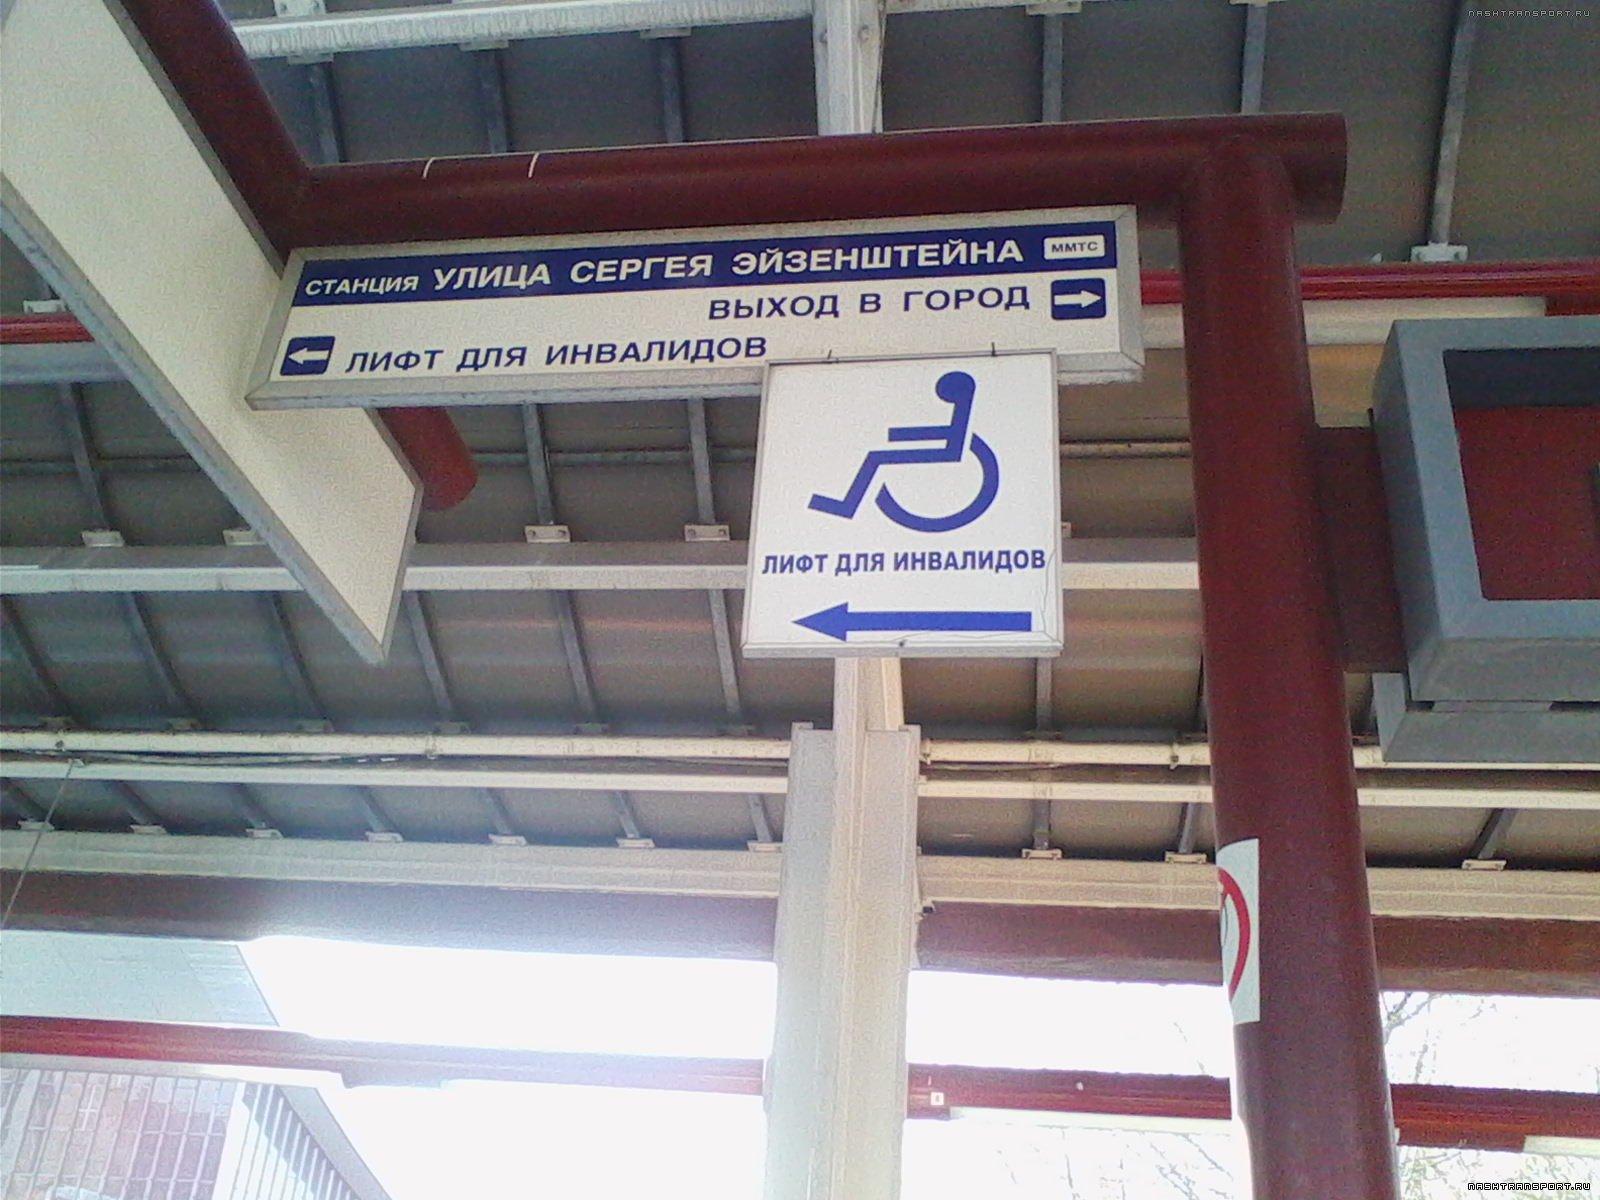 NASHTRANSPORT.RU
СТАНЦИЯ УЛИЦА СЕРГЕЯ ЭЙЗЕНШТЕЙНА ММТС
ВЫХОД В ГОРОД
ЛИФТ ДЛЯ ИНВАЛИДОВ
ЛИФТ ДЛЯ ИНВАЛИДОВ
NASHTRANSPORT.RU